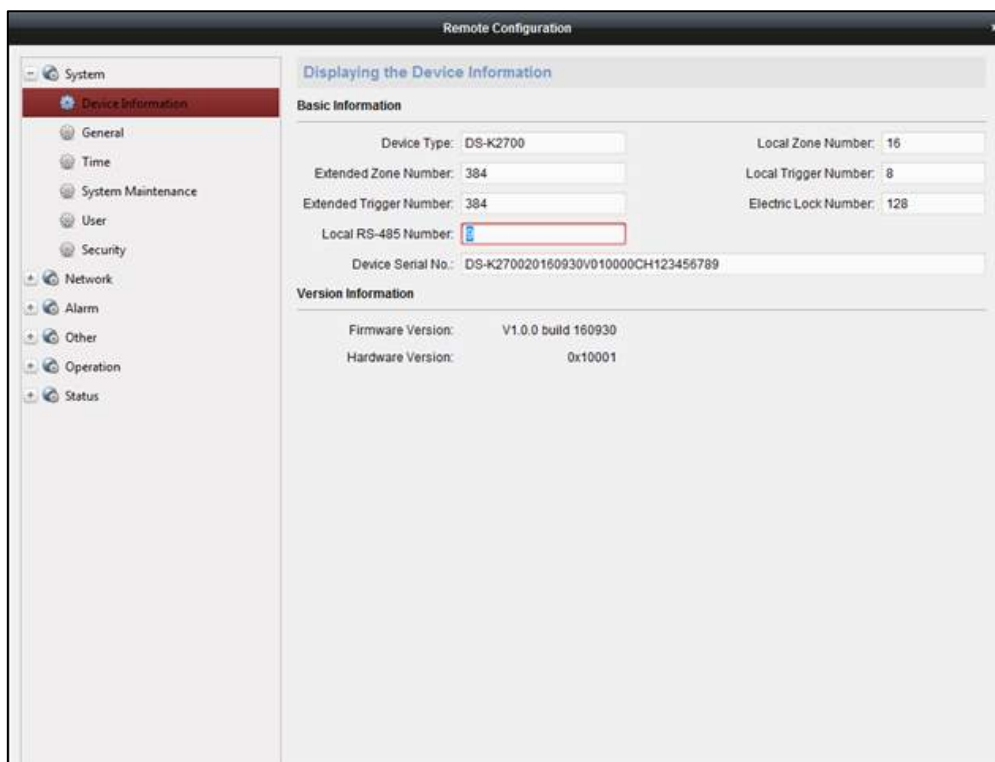 Remote Configuration
System
Device Information
General
Time
System Maintenance
User
Security
Network
Alarm
Other
Operation
Status
Displaying the Device Information
Basic Information
Device Type: DS-K2700 Local Zone Number: 16
Extended Zone Number: 384 Local Trigger Number: 8
Extended Trigger Number: 384 Electric Lock Number: 128
Local RS-485 Number:
Device Serial No.: DS-K270020160930V010000CH123456789
Version Information
Firmware Version: V1.0.0 build 160930
Hardware Version: 0x10001